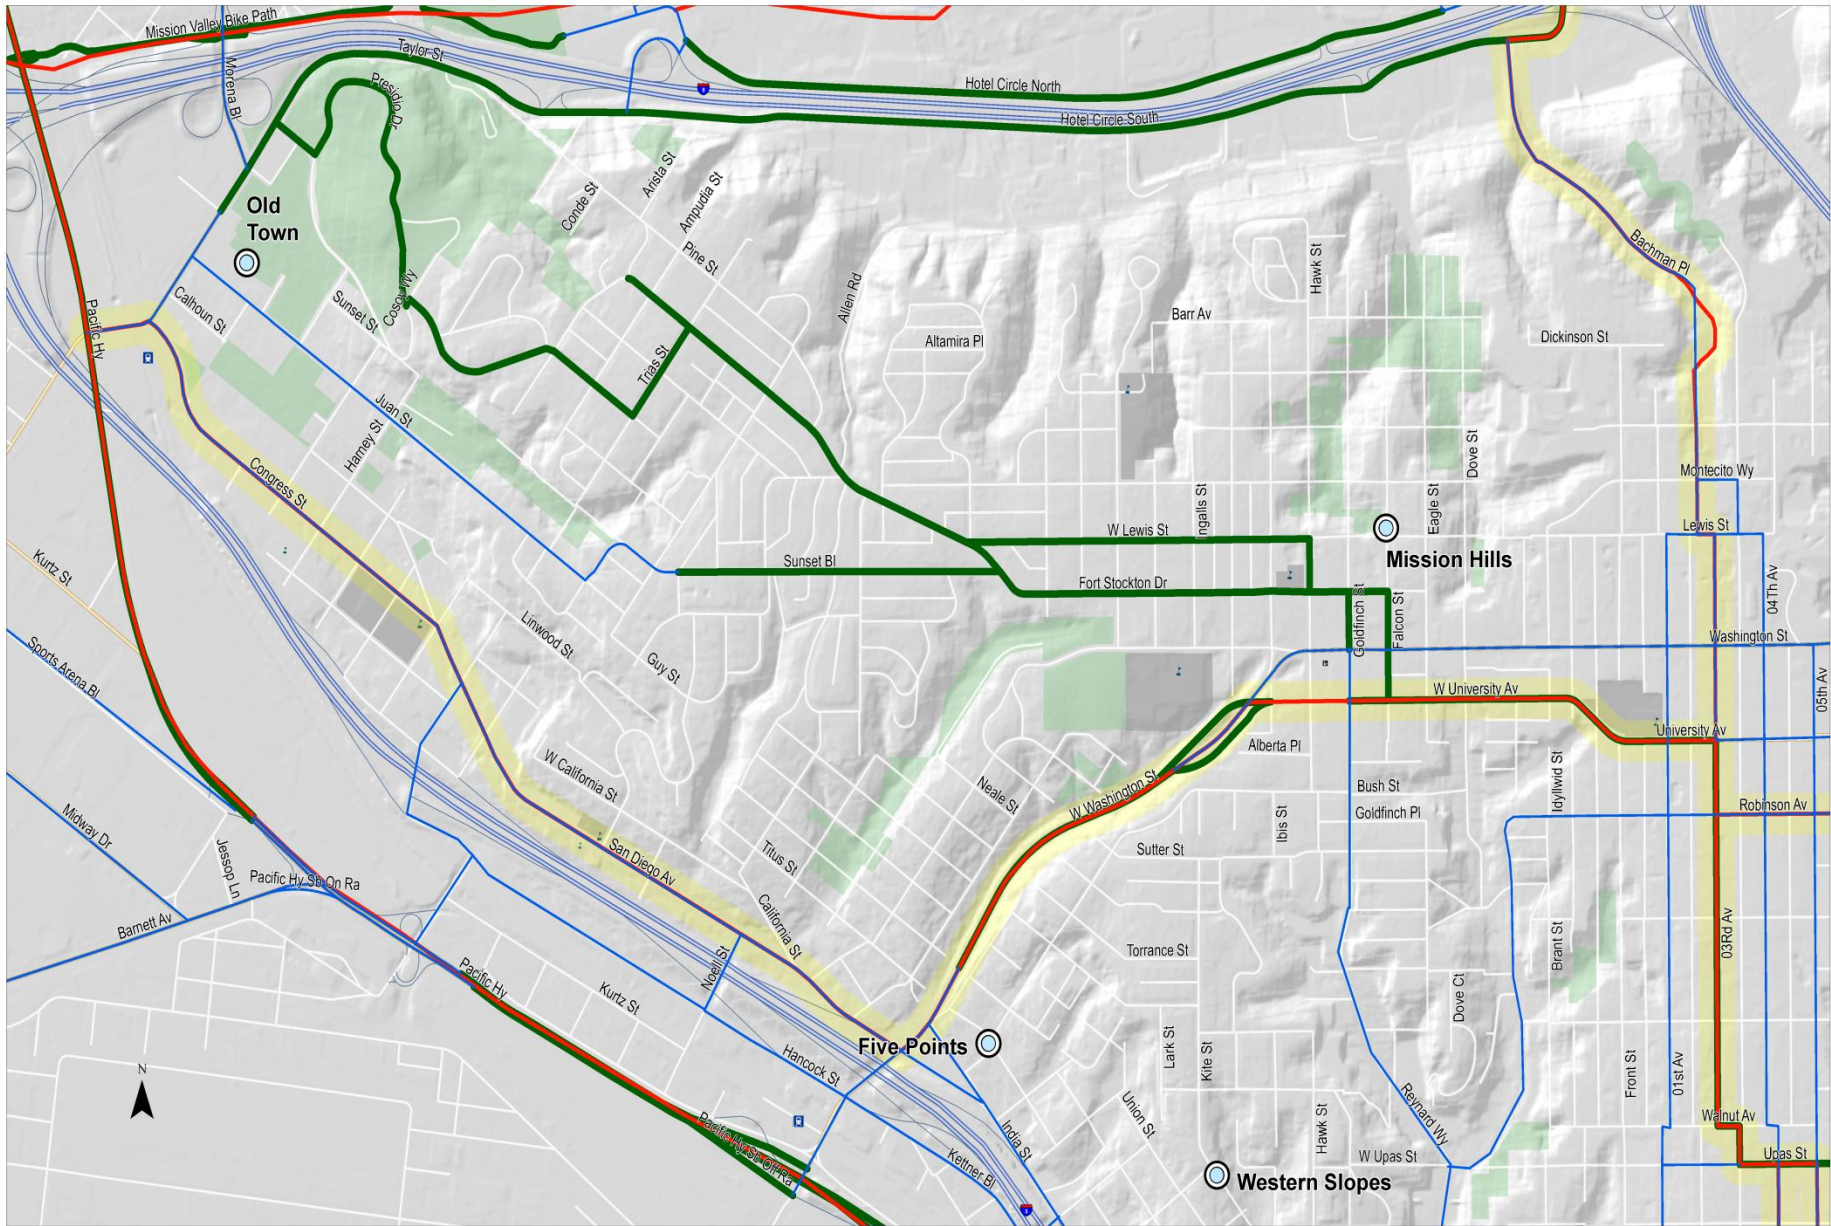 Mission Valley Bike Path
Taylor St
Morena Bl
Presidio Dr
Hotel Circle North
Hotel Circle South
8
Old
Town
Arista St
Conde St
Ampudia St
Pine St
Hawk St
Bachman Pl
Allen Rd
Cosoy Wy
Sunset St
Calhoun St
Pacific Hy
Barr Av
Altamira Pl
Dickinson St
Trias St
Juan St
Harney St
Congress St
Dove St
Montecito Wy
Eagle St
Ingalls St
Lewis St
W Lewis St
Mission Hills
Sunset Bl
Fort Stockton Dr
Kurtz St
04Th Av
Goldfinch St
Falcon St
Linwood St
Washington St
Guy St
Sports Arena Bl
05th Av
W University Av
University Av
Alberta Pl
W California St
Idylwid St
Bush St
Goldfinch Pl
Robinson Av
Neale St
W Washington St
Ibis St
Midway Dr
Sutter St
San Diego Av
Titus St
Jessop Ln
Pacific Hy Sb On Ra
Barnett Av
California St
03Rd Av
Brant St
Torrance St
Noell St
Pacific Hy
Kurtz St
Dove Ct
Five Points
Lark St
Kite St
Hancock St
Front St
01st Av
N
Union St
Reynard Wy
Walnut Av
Hawk St
India St
Pacific Hy Sb Off Ra
Kettner Bl
W Upas St
Upas St
Western Slopes
5